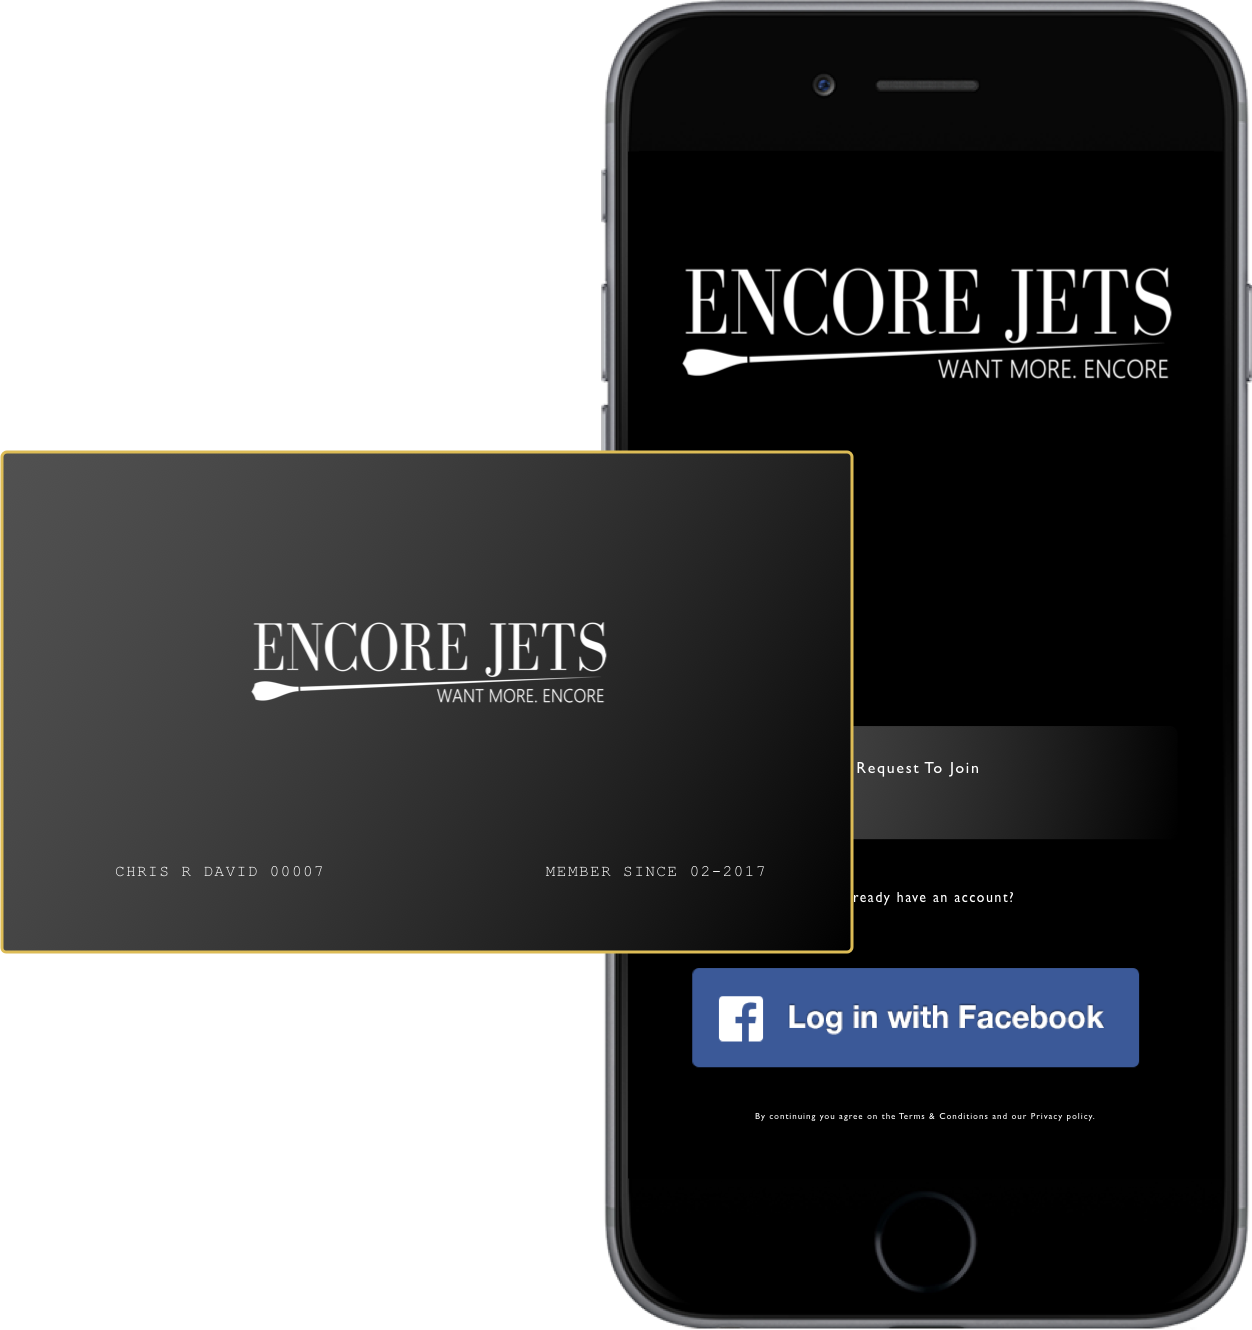 ENCORE JETS
WANT MORE. ENCORE
ENCORE JETS
WANT MORE. ENCORE
CHRIS R DAVID 00007
MEMBER SINCE 02-2017
Request To Join
ready have an account?
Log in with Facebook
By continuing you agree on the Terms & Conditions and our Privacy policy.